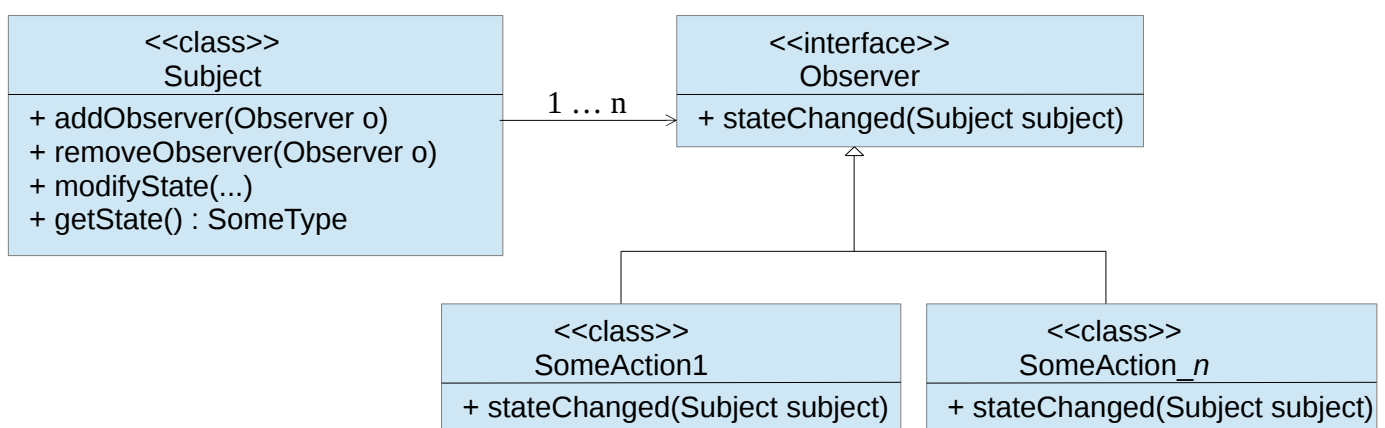 <<class>>
Subject
+ addObserver(Observer o)
+ removeObserver(Observer o)
+ modifyState(...)
+ getState() : SomeType
1 … n
<<interface>>
Observer
+ stateChanged(Subject subject)
<<class>>
SomeAction1
+ stateChanged(Subject subject)
<<class>>
SomeAction_n
+ stateChanged(Subject subject)